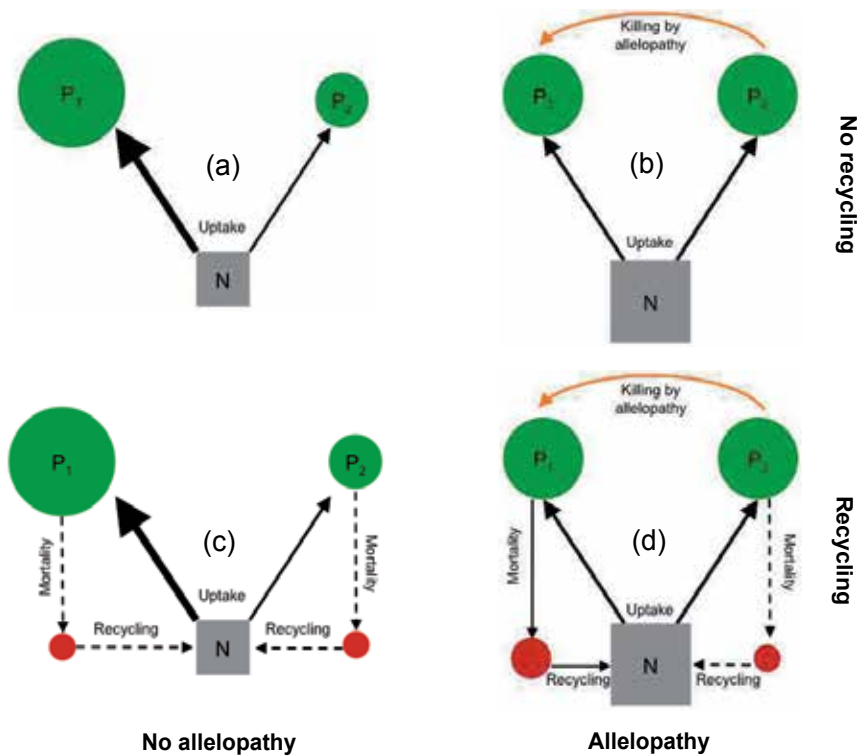 P₁
P₂
(a)
Uptake
N
Killing by
allelopathy
P₁
P₂
(b)
Uptake
N
No recycling
P₁
P₂
(c)
Mortality
Mortality
Uptake
Recycling
N
Recycling
Killing by
allelopathy
P₁
P₂
(d)
Mortality
Mortality
Uptake
N
Recycling
Recycling
Recycling
No allelopathy
Allelopathy